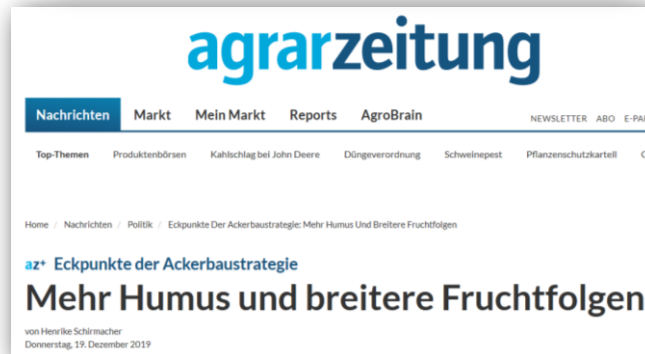 agrarzeitung
Nachrichten Markt Mein Markt Reports AgroBrain NEWSLETTER ABO
Top-Themen Produktenbörsen Kahlschlag bei John Deere Düngeverordnung Schweinepest Pflanzenschutzkartell
Home / Nachrichten / Politik / Eckpunkte Der Ackerbaustrategie: Mehr Humus Und Breitere Fruchtfolgen
az+ Eckpunkte der Ackerbaustrategie
Mehr Humus und breitere Fruchtfolgen
von Henrike Schirmacher
Donnerstag, 19. Dezember 2019